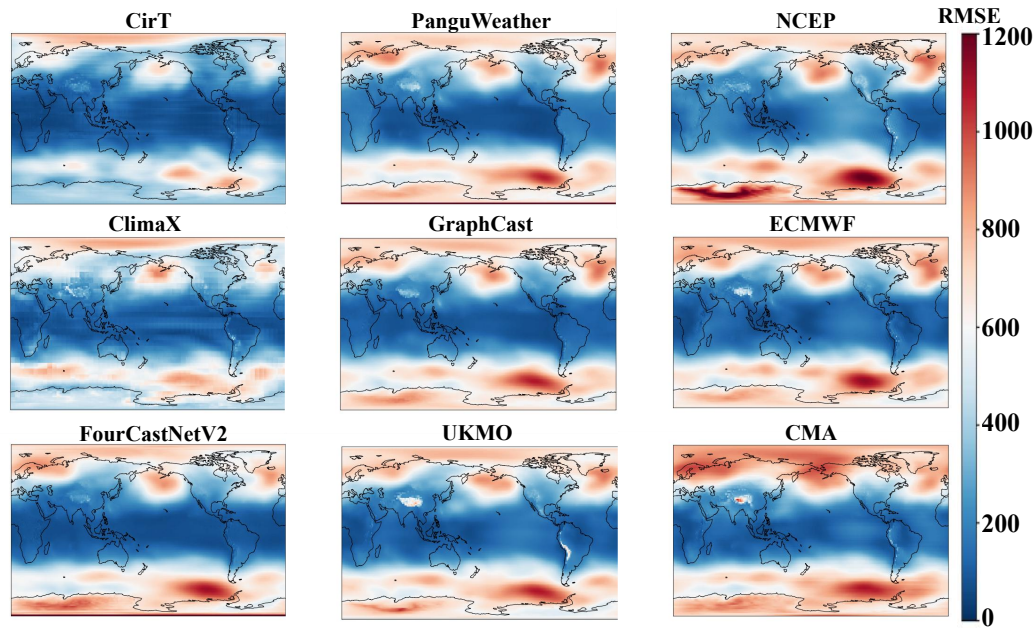 CirT
PanguWeather
NCEP
RMSE
1200
1000
800
600
400
200
0
ClimaX
GraphCast
ECMWF
FourCastNetV2
UKMO
CMA